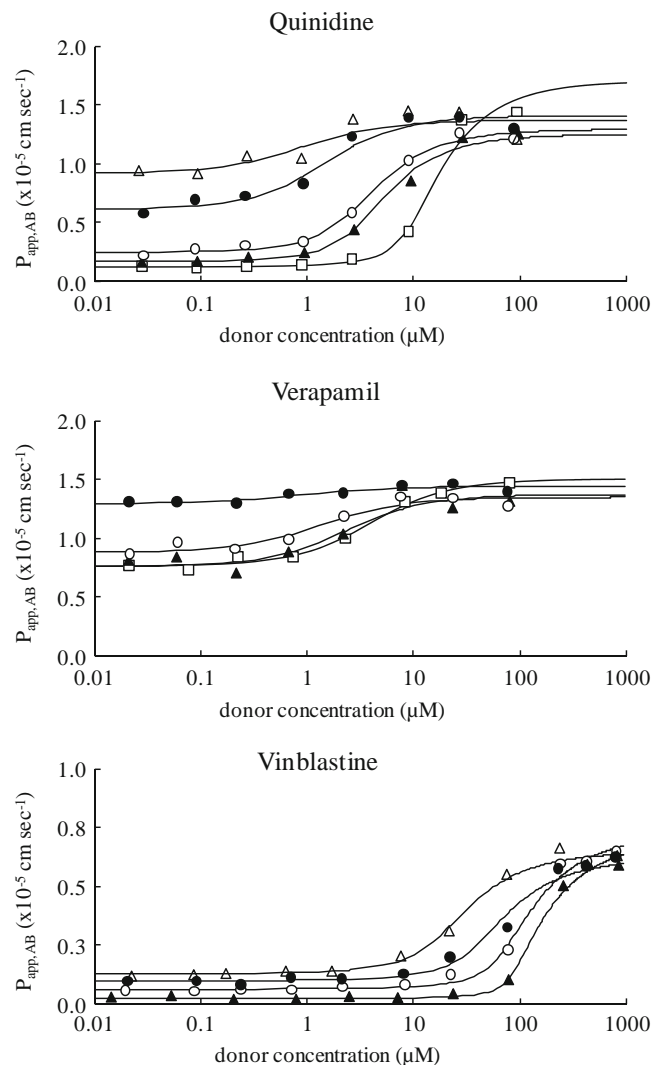 Quinidine
2.0
1.5
1.0
0.5
0.0
P_app,AB (x10^-5 cm sec^-1)
0.01 0.1 1 10 100 1000
donor concentration (µM)
Verapamil
2.0
1.5
1.0
0.5
0.0
P_app,AB (x10^-5 cm sec^-1)
0.01 0.1 1 10 100 1000
donor concentration (µM)
Vinblastine
1.0
0.8
0.5
0.3
0.0
P_app,AB (x10^-5 cm sec^-1)
0.01 0.1 1 10 100 1000
donor concentration (µM)